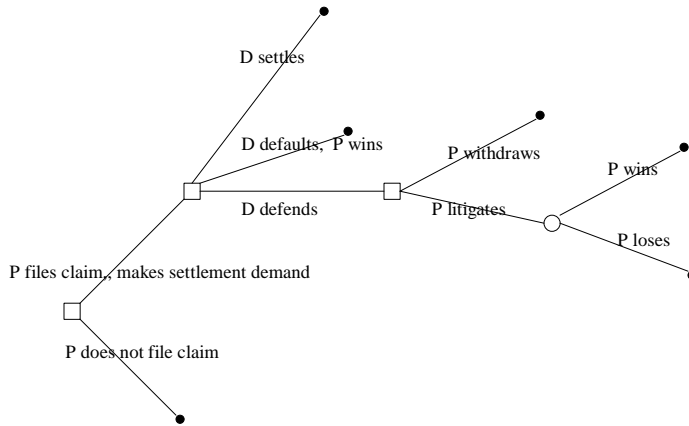 D settles
D defaults, P wins
P withdraws
P wins
D defends
P litigates
P loses
P files claim,, makes settlement demand
P does not file claim